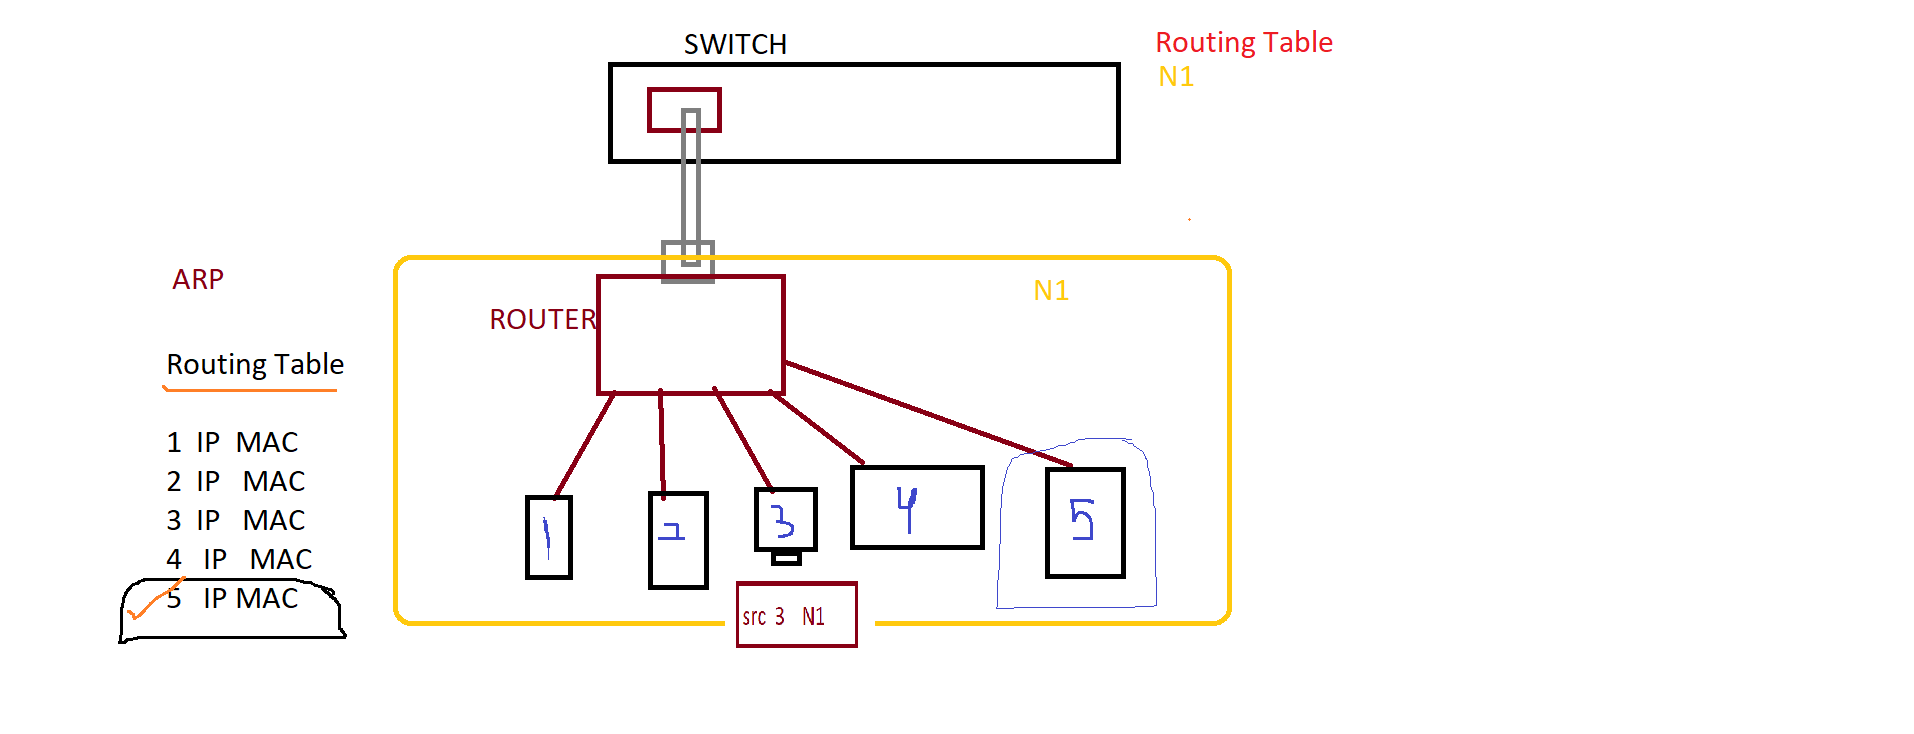 SWITCH
Routing Table
N1
ARP
N1
ROUTER
Routing Table
1 IP MAC
2 IP MAC
3 IP MAC
4 IP MAC
5 IP MAC
1
2
3
4
5
src 3 N1